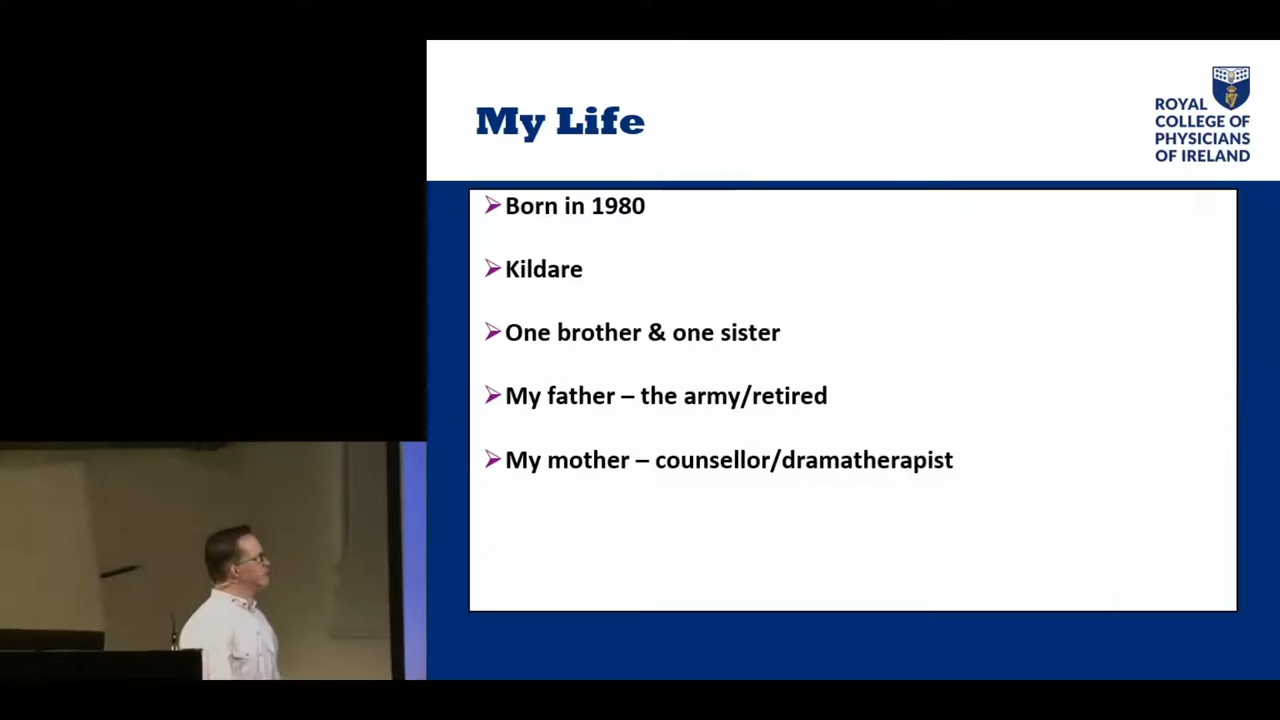 My Life
ROYAL
COLLEGE OF
PHYSICIANS
OF IRELAND
Born in 1980
Kildare
One brother & one sister
My father – the army/retired
My mother – counsellor/dramatherapist